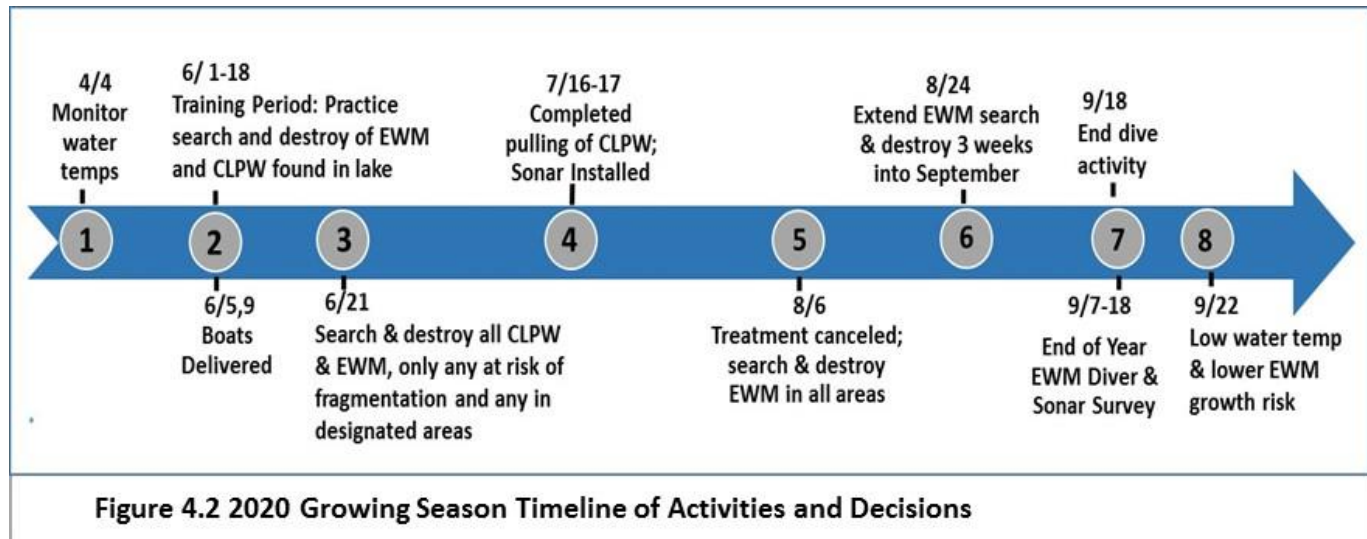 4/4
Monitor
water
temps
6/ 1-18
Training Period: Practice
search and destroy of EWM
and CLPW found in lake
7/16-17
Completed
pulling of CLPW;
Sonar Installed
8/24
Extend EWM search
& destroy 3 weeks
into September
9/18
End dive
activity
1
2
3
4
5
6
7
8
6/5,9
Boats
Delivered
6/21
Search & destroy all CLPW
& EWM, only any at risk of
fragmentation and any in
designated areas
8/6
Treatment canceled;
search & destroy
EWM in all areas
9/7-18
End of Year
EWM Diver &
Sonar Survey
9/22
Low water temp
& lower EWM
growth risk
Figure 4.2 2020 Growing Season Timeline of Activities and Decisions